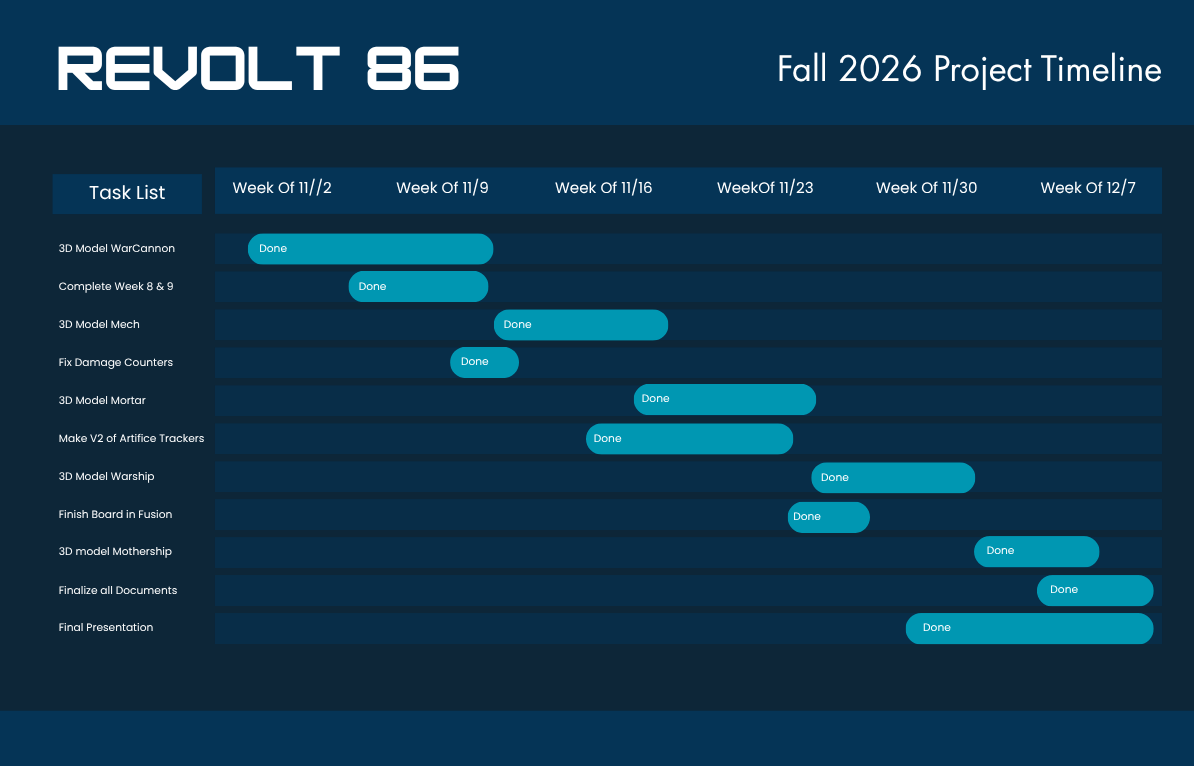 REVOLT 86
Fall 2026 Project Timeline
Task List
Week Of 11//2
Week Of 11/9
Week Of 11/16
WeekOf 11/23
Week Of 11/30
Week Of 12/7
3D Model WarCannon
Done
Complete Week 8 & 9
Done
3D Model Mech
Done
Fix Damage Counters
Done
3D Model Mortar
Done
Make V2 of Artifice Trackers
Done
3D Model Warship
Done
Finish Board in Fusion
Done
3D model Mothership
Done
Finalize all Documents
Done
Final Presentation
Done